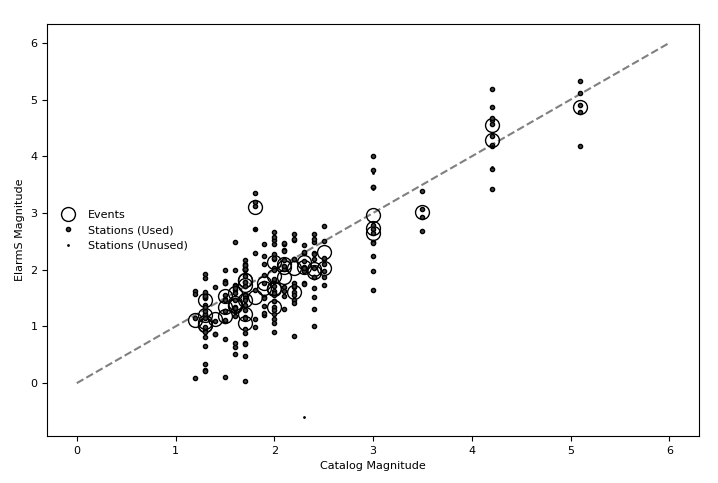 6
5
4
3
2
1
0
ElarmS Magnitude
Events
Stations (Used)
Stations (Unused)
0 1 2 3 4 5 6
Catalog Magnitude